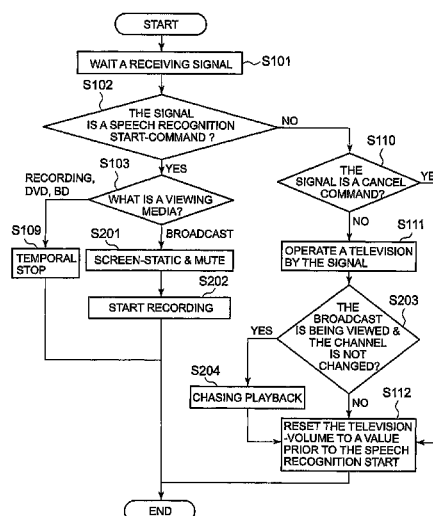 START
WAIT A RECEIVING SIGNAL
S101
S102
THE SIGNAL
IS A SPEECH RECOGNITION
START-COMMAND ?
NO
YES
S103
RECORDING,
DVD, BD
WHAT IS A VIEWING
MEDIA?
S110
THE
SIGNAL IS A CANCEL
COMMAND?
YES
NO
S109
TEMPORAL
STOP
S201
BROADCAST
SCREEN-STATIC & MUTE
S202
START RECORDING
S111
OPERATE A TELEVISION
BY THE SIGNAL
S203
THE
BROADCAST
IS BEING VIEWED &
THE CHANNEL
IS NOT
CHANGED?
YES
NO
S204
CHASING PLAYBACK
S112
RESET THE TELEVISION
-VOLUME TO A VALUE
PRIOR TO THE SPEECH
RECOGNITION START
END